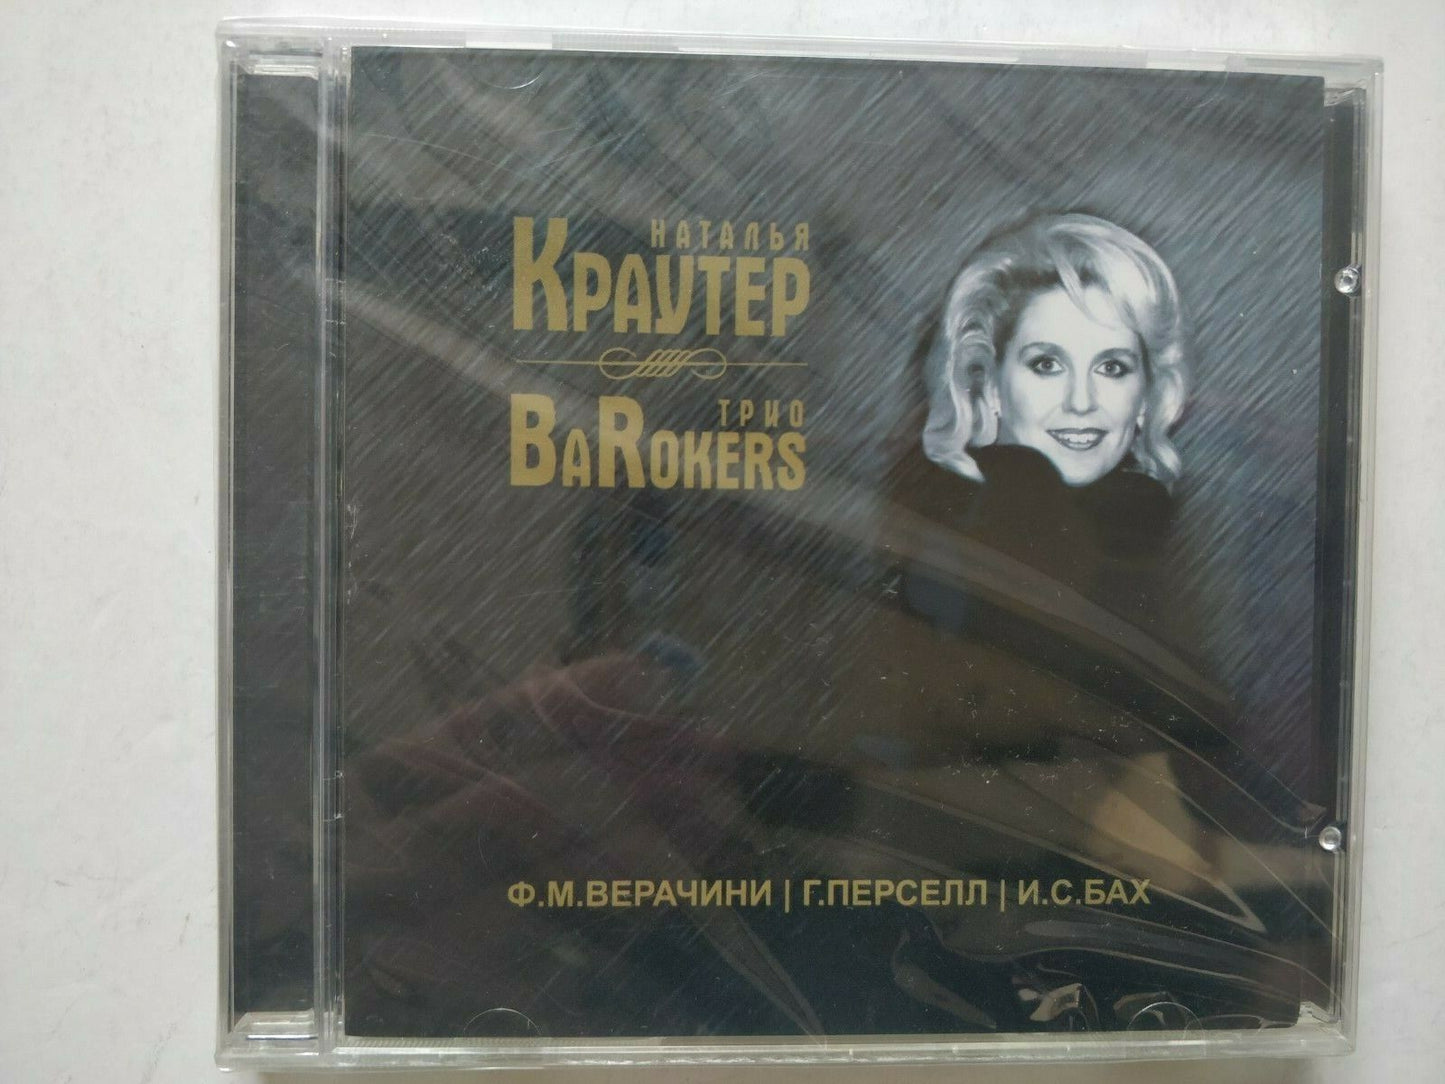 НАТАЛЬЯ
КРАУТЕР
ТРИО
BAROKERS
Ф.М.ВЕРАЧИНИ | Г.ПЕРСЕЛЛ | И.С.БАХ